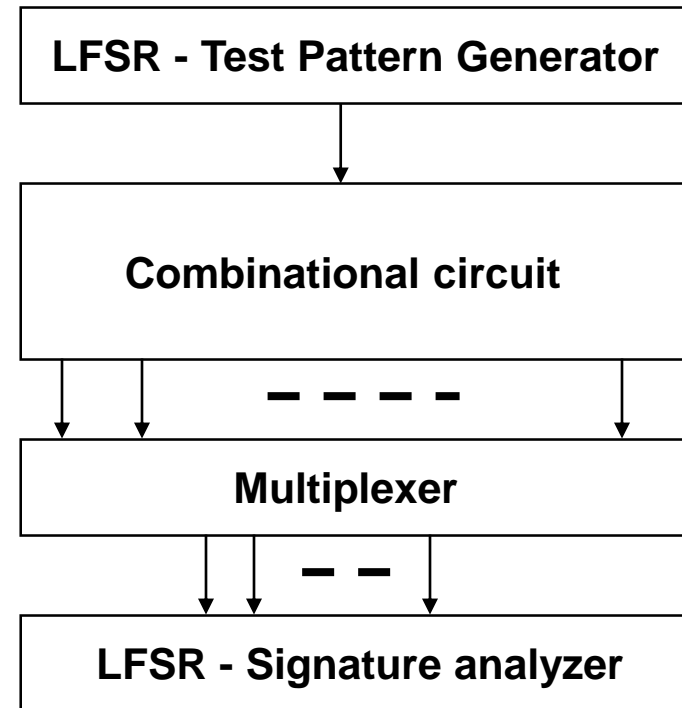 LFSR - Test Pattern Generator
Combinational circuit
Multiplexer
LFSR - Signature analyzer